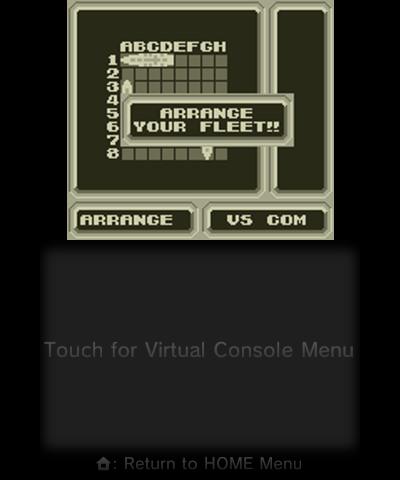 ABCDEFGH
1
2
3
4
5
6
7
8
ARRANGE
YOUR FLEET!!
ARRANGE
VS COM
Touch for Virtual Console Menu
: Return to HOME Menu